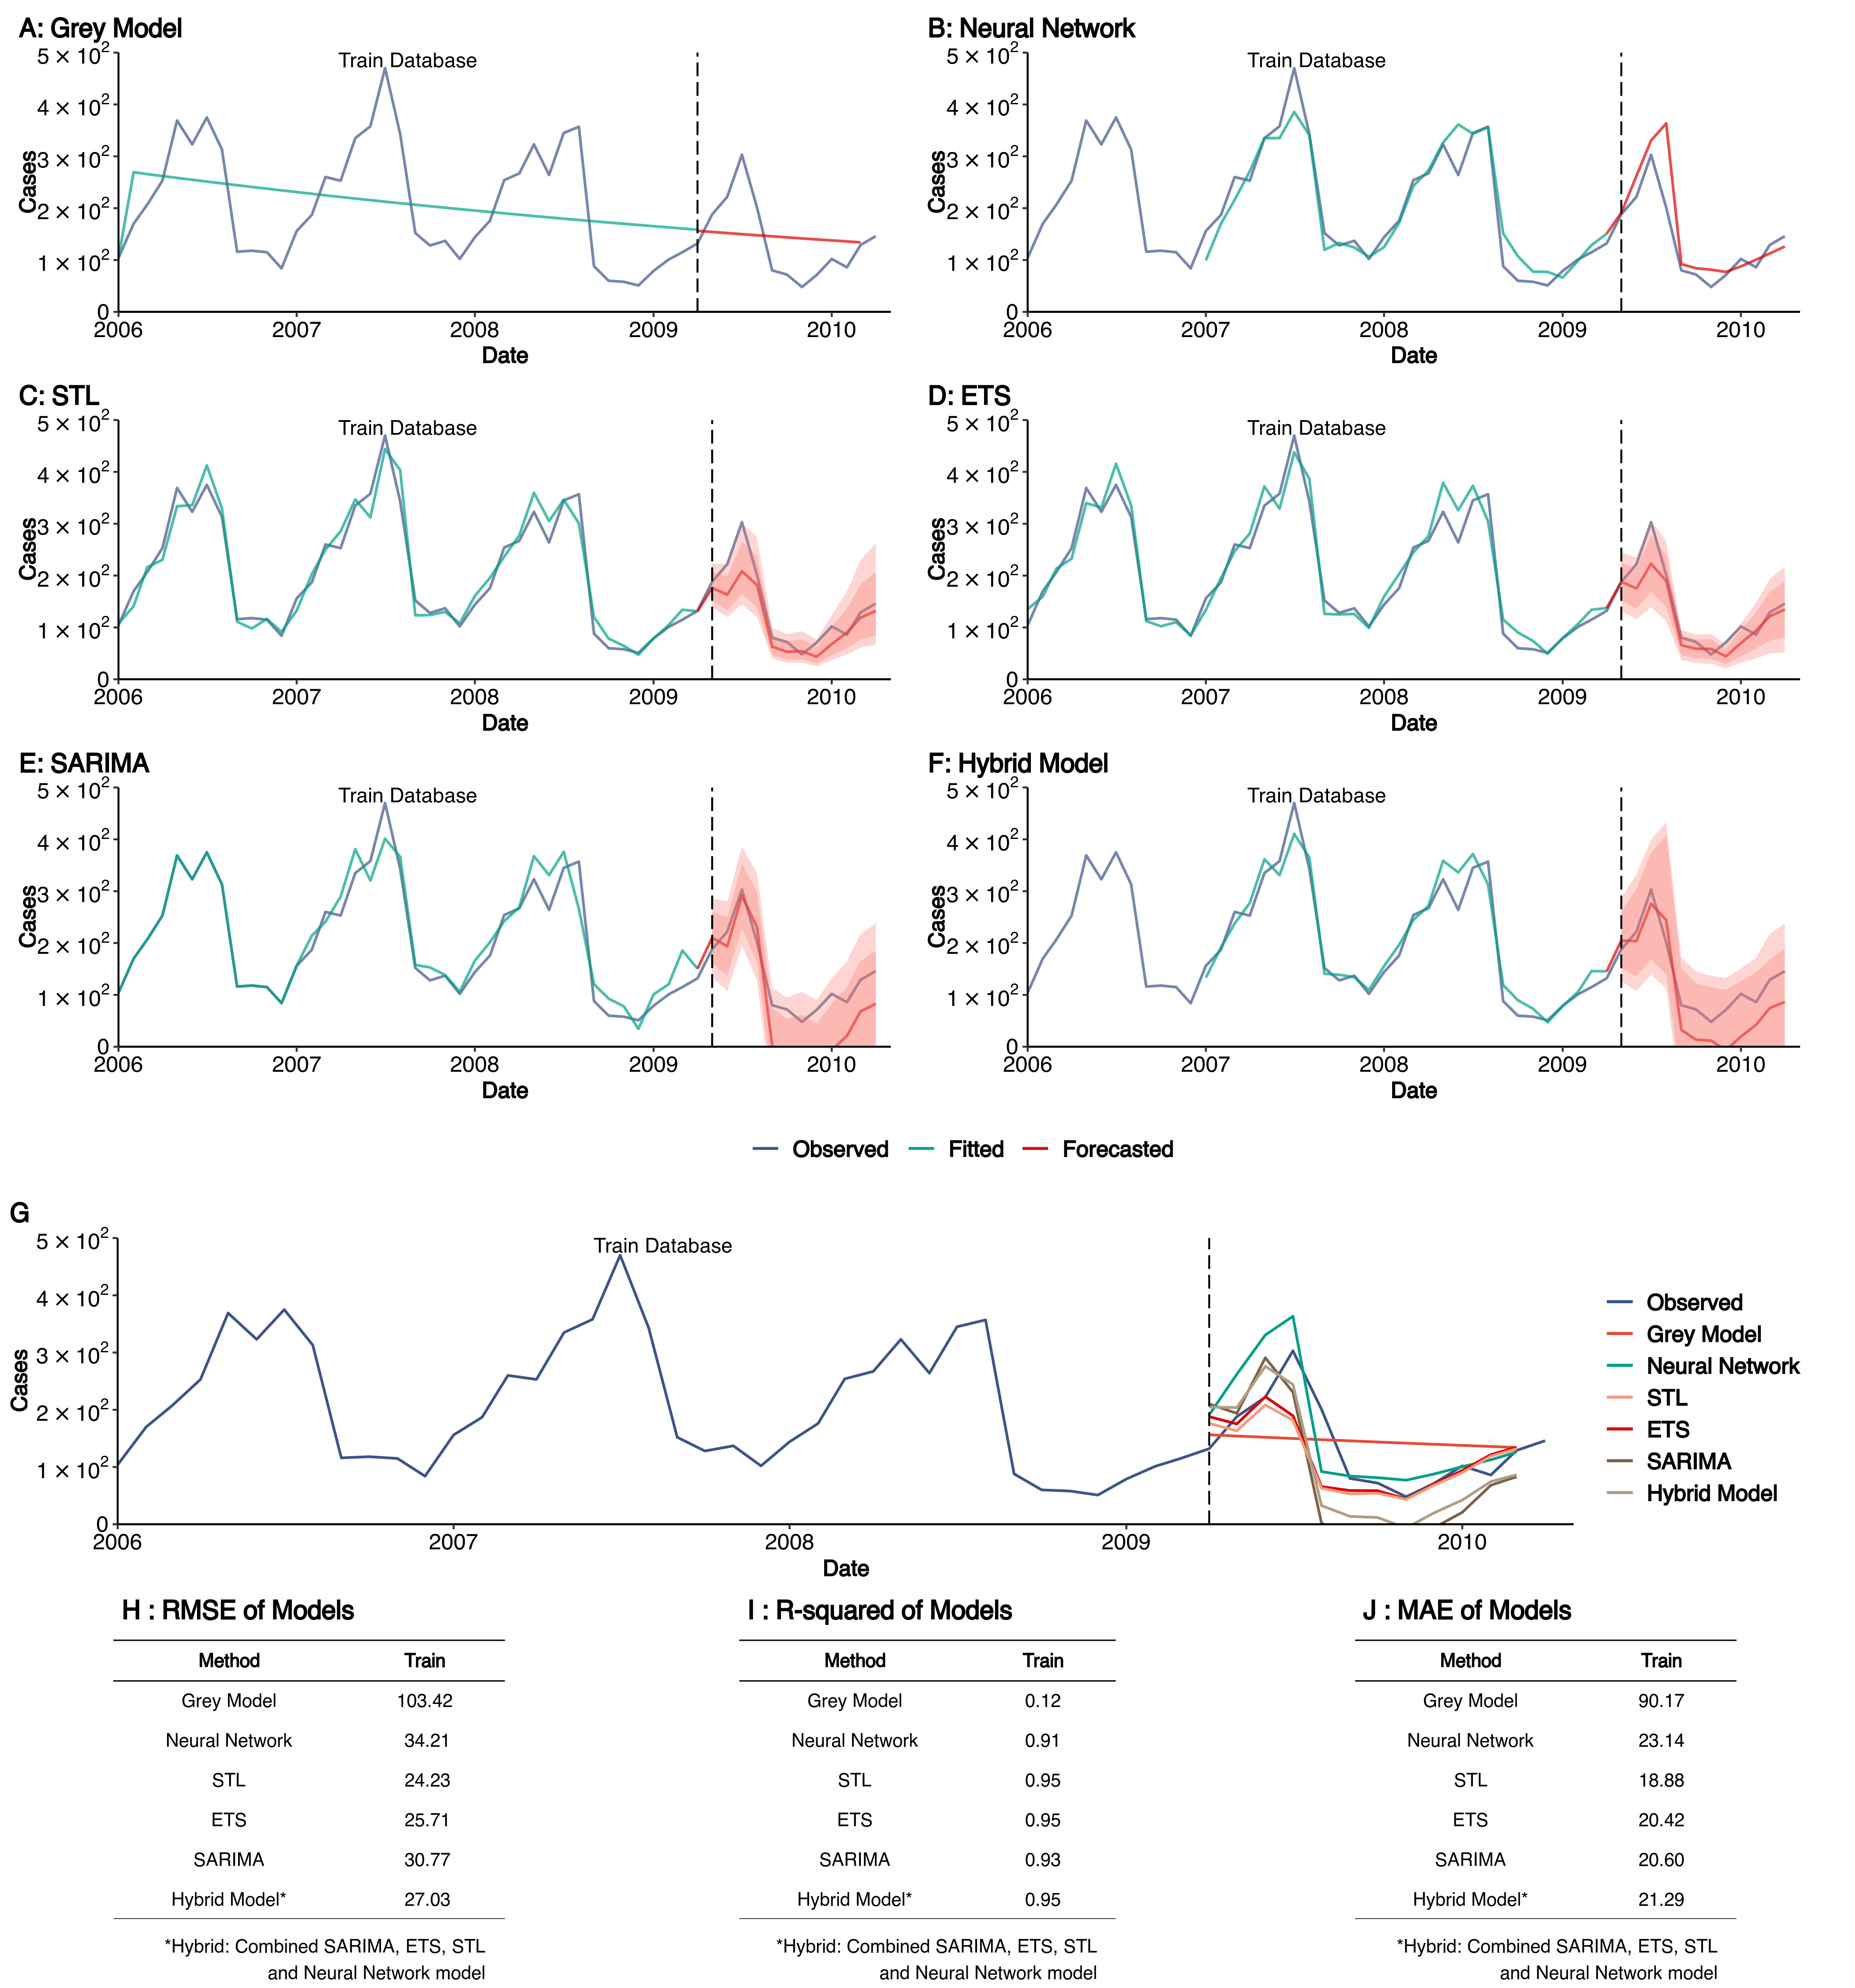 A: Grey Model
Train Database
5 × 10²
4 × 10²
3 × 10²
2 × 10²
1 × 10²
0
Cases
2006 2007 2008 2009 2010
Date
B: Neural Network
Train Database
5 × 10²
4 × 10²
3 × 10²
2 × 10²
1 × 10²
0
Cases
2006 2007 2008 2009 2010
Date
C: STL
Train Database
5 × 10²
4 × 10²
3 × 10²
2 × 10²
1 × 10²
0
Cases
2006 2007 2008 2009 2010
Date
D: ETS
Train Database
5 × 10²
4 × 10²
3 × 10²
2 × 10²
1 × 10²
0
Cases
2006 2007 2008 2009 2010
Date
E: SARIMA
Train Database
5 × 10²
4 × 10²
3 × 10²
2 × 10²
1 × 10²
0
Cases
2006 2007 2008 2009 2010
Date
F: Hybrid Model
Train Database
5 × 10²
4 × 10²
3 × 10²
2 × 10²
1 × 10²
0
Cases
2006 2007 2008 2009 2010
Date
Observed Fitted Forecasted
G
Train Database
5 × 10²
4 × 10²
3 × 10²
2 × 10²
1 × 10²
0
Cases
2006 2007 2008 2009 2010
Date
Observed
Grey Model
Neural Network
STL
ETS
SARIMA
Hybrid Model
H : RMSE of Models
Method Train
Grey Model 103.42
Neural Network 34.21
STL 24.23
ETS 25.71
SARIMA 30.77
Hybrid Model* 27.03
*Hybrid: Combined SARIMA, ETS, STL
and Neural Network model
I : R-squared of Models
Method Train
Grey Model 0.12
Neural Network 0.91
STL 0.95
ETS 0.95
SARIMA 0.93
Hybrid Model* 0.95
*Hybrid: Combined SARIMA, ETS, STL
and Neural Network model
J : MAE of Models
Method Train
Grey Model 90.17
Neural Network 23.14
STL 18.88
ETS 20.42
SARIMA 20.60
Hybrid Model* 21.29
*Hybrid: Combined SARIMA, ETS, STL
and Neural Network model